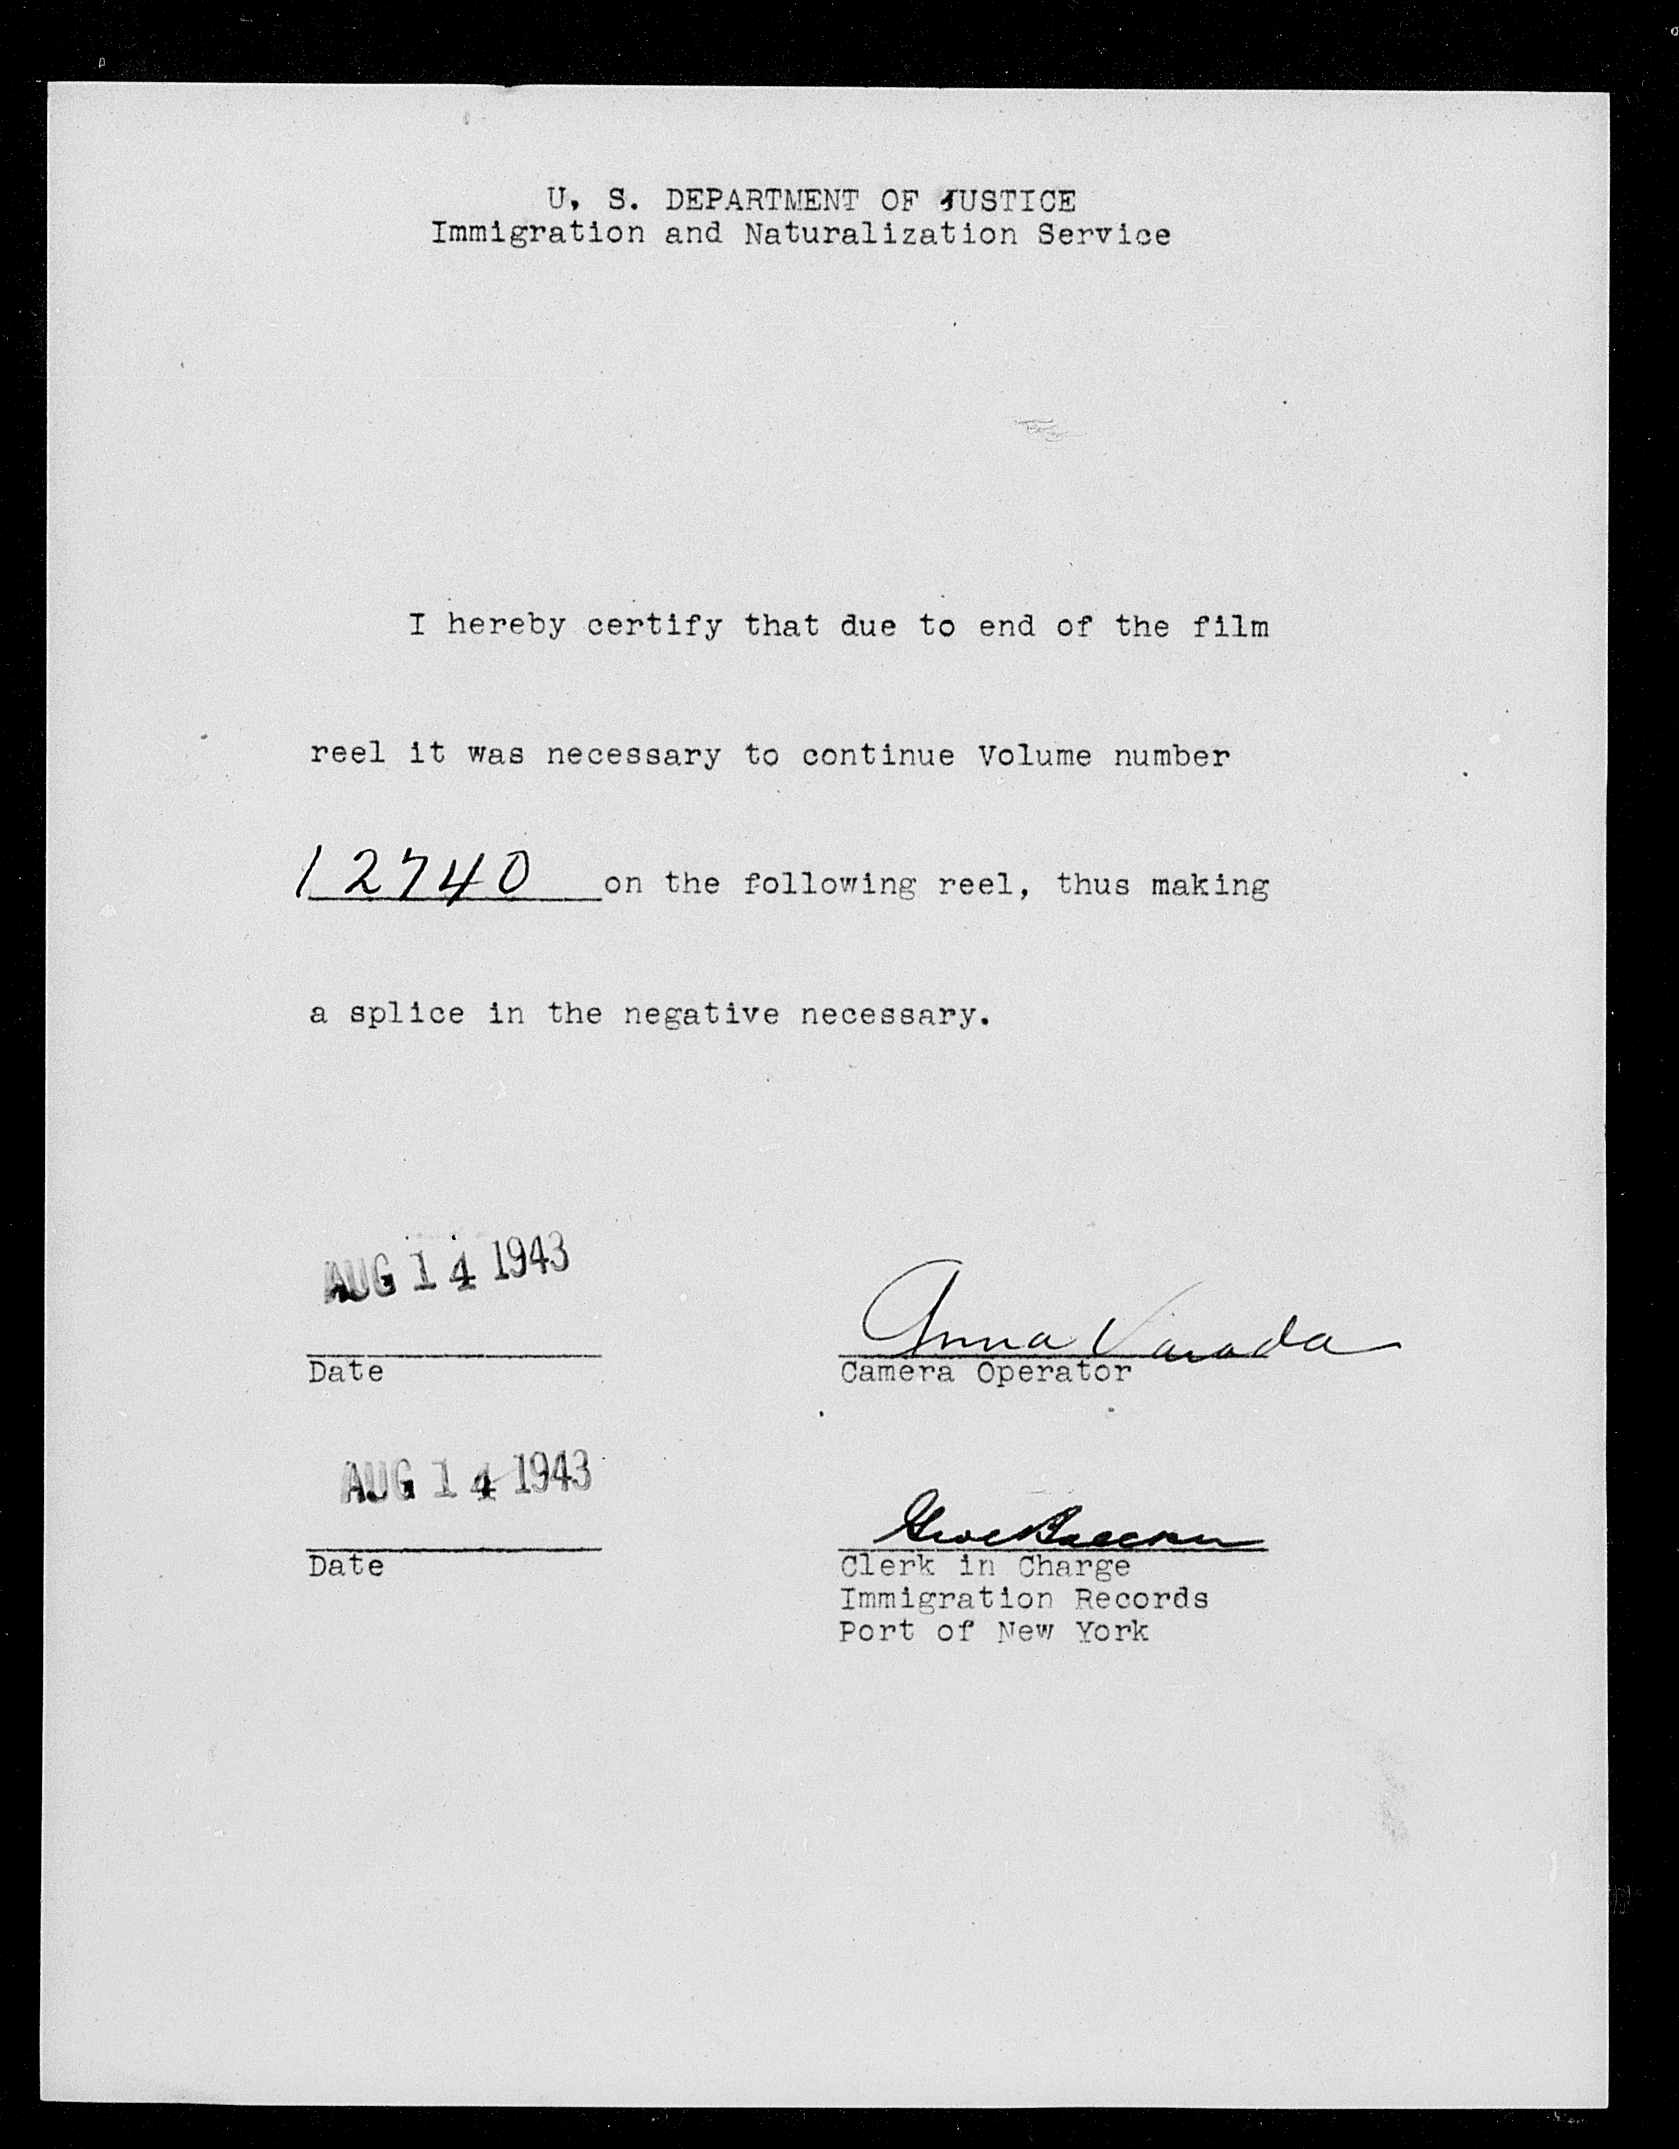 U. S. DEPARTMENT OF JUSTICE
Immigration and Naturalization Service
I hereby certify that due to end of the film
reel it was necessary to continue Volume number
12740 on the following reel, thus making
a splice in the negative necessary.
AUG 14 1943
Anna Varada
Date
Camera Operator
AUG 14 1943
Date
Clerk in Charge
Immigration Records
Port of New York